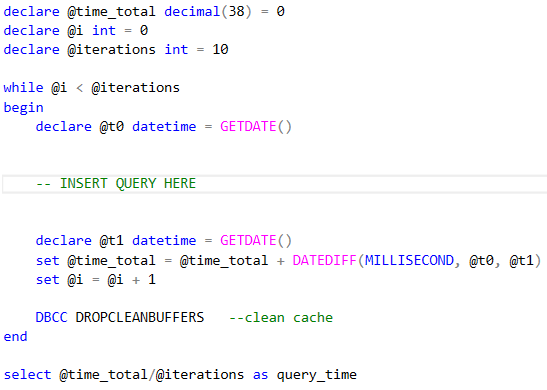 declare @time_total decimal(38) = 0
declare @i int = 0
declare @iterations int = 10
while @i < @iterations
begin
declare @t0 datetime = GETDATE()
-- INSERT QUERY HERE
declare @t1 datetime = GETDATE()
set @time_total = @time_total + DATEDIFF(MILLISECOND, @t0, @t1)
set @i = @i + 1
DBCC DROPCLEANBUFFERS   --clean cache
end
select @time_total/@iterations as query_time